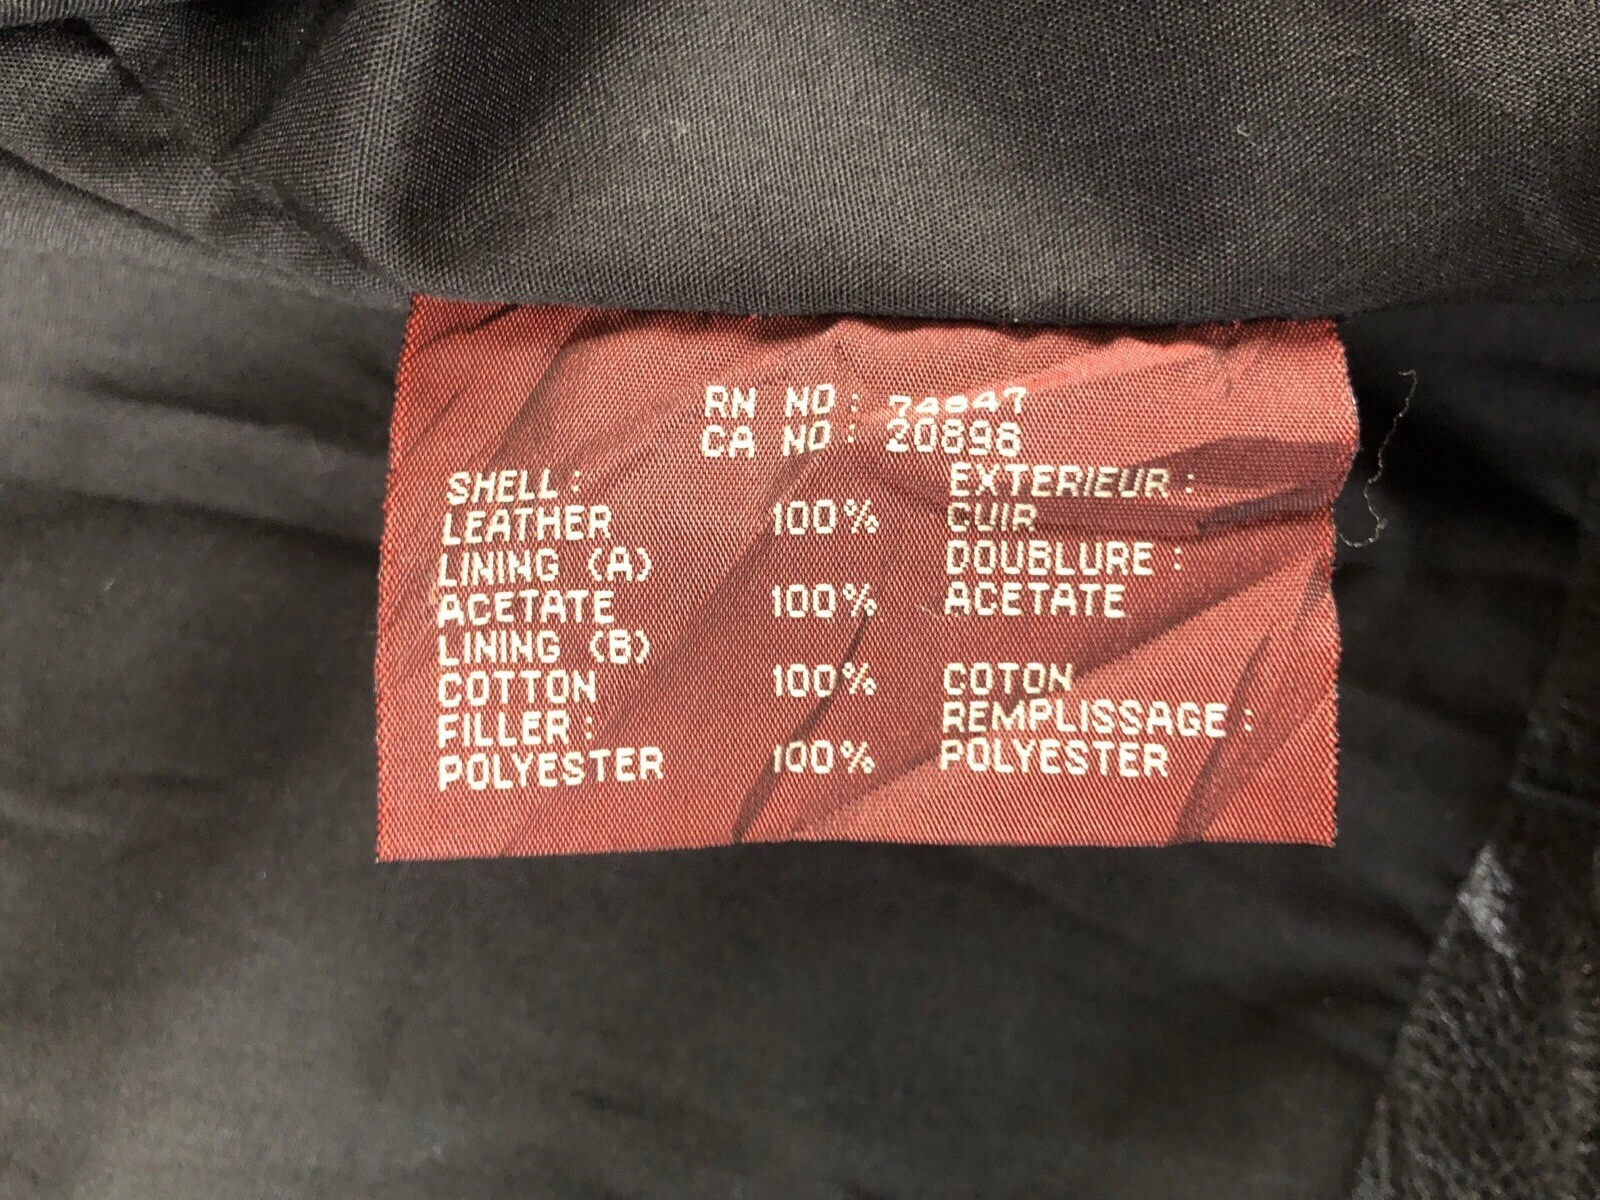 RN NO:
CA NO: 20898
SHELL: EXTERIEUR:
LEATHER 100% CUIR
LINING (A) DOUBLURE:
ACETATE 100% ACETATE
LINING (B)
COTTON 100% COTON
FILLER: REMPLISSAGE:
POLYESTER 100% POLYESTER